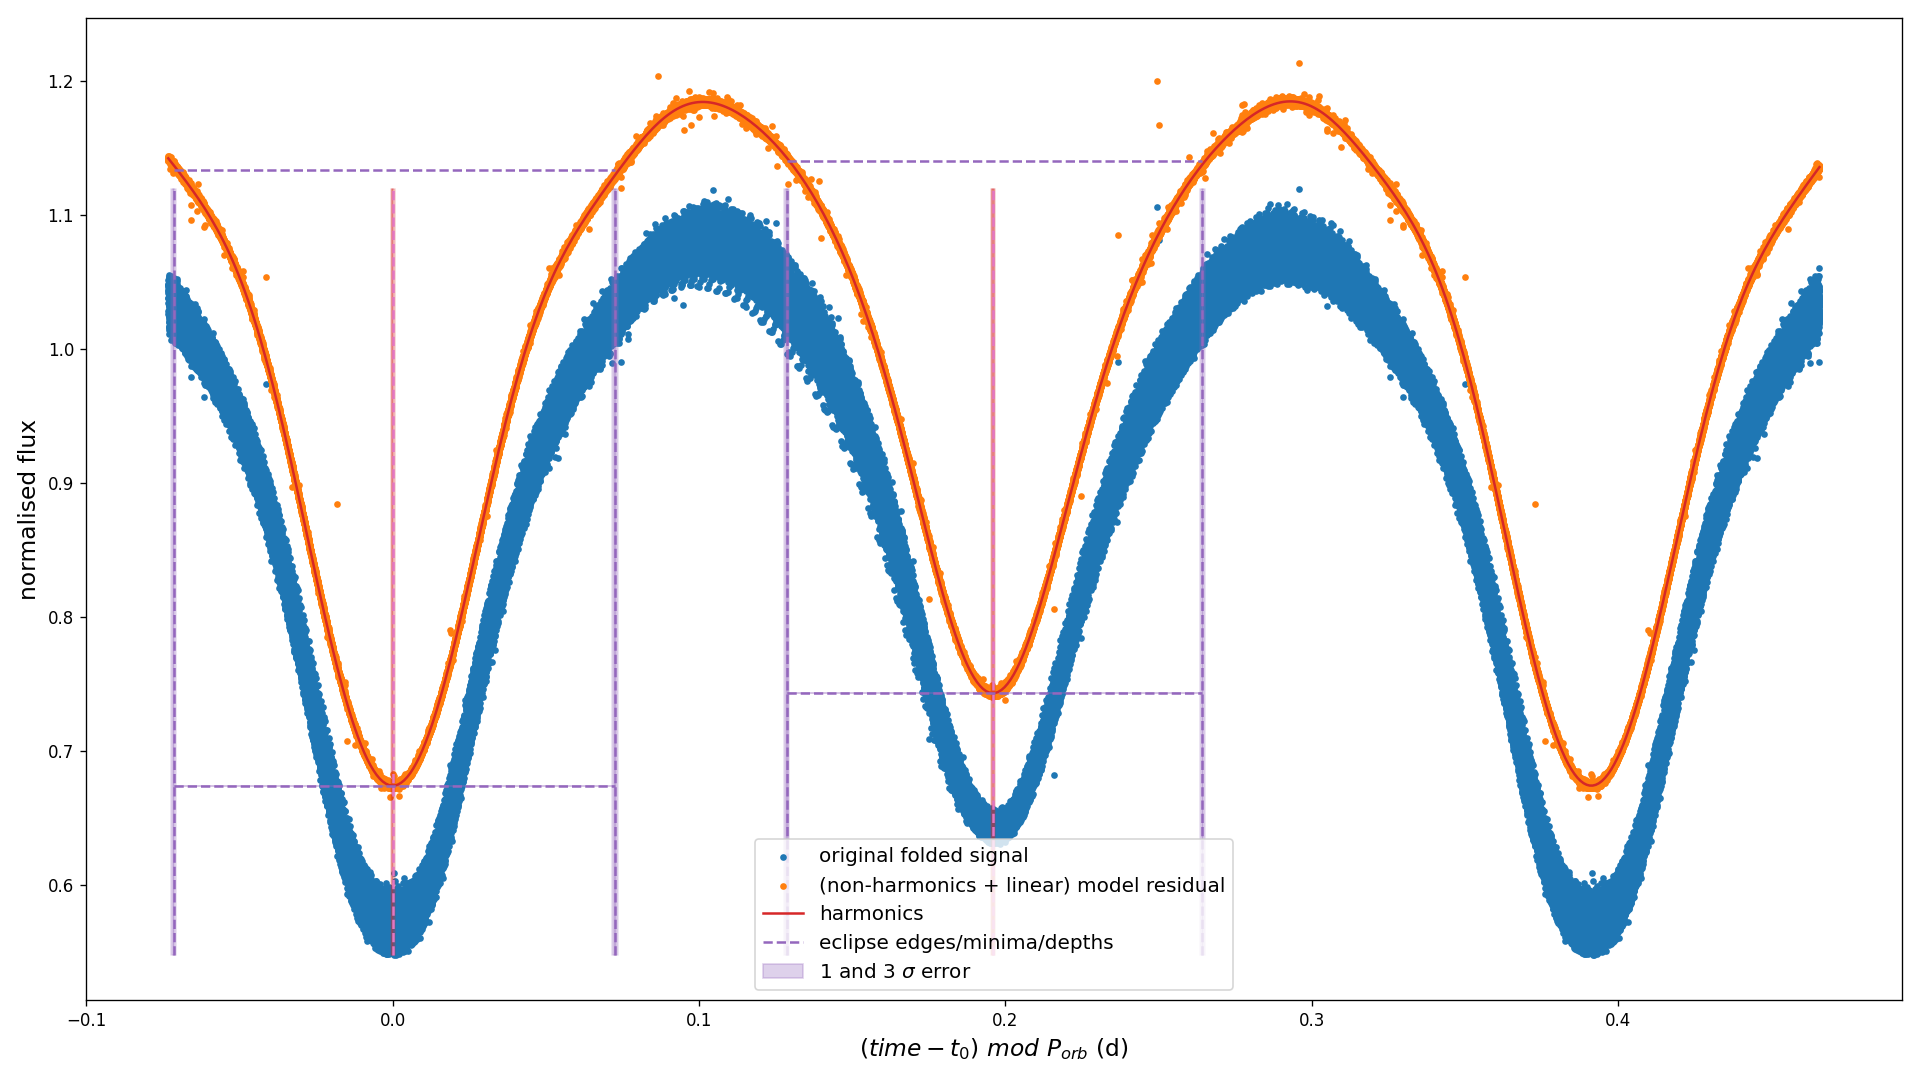 normalised flux
1.2
1.1
1.0
0.9
0.8
0.7
0.6
original folded signal
(non-harmonics + linear) model residual
harmonics
eclipse edges/minima/depths
1 and 3 σ error
−0.1
0.0
0.1
0.2
0.3
0.4
(time − t₀) mod Pₒᵣb (d)